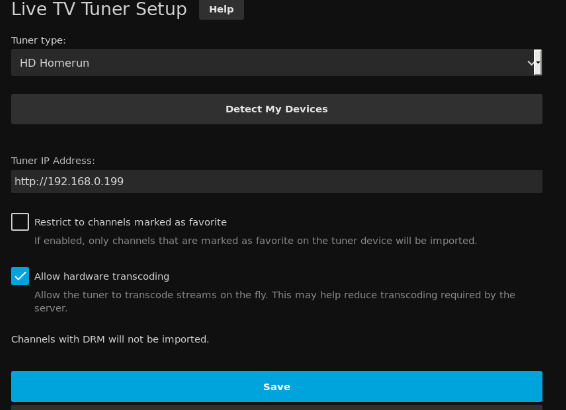 Live TV Tuner Setup
Help
Tuner type:
HD Homerun
Detect My Devices
Tuner IP Address:
http://192.168.0.199
Restrict to channels marked as favorite
If enabled, only channels that are marked as favorite on the tuner device will be imported.
Allow hardware transcoding
Allow the tuner to transcode streams on the fly. This may help reduce transcoding required by the
server.
Channels with DRM will not be imported.
Save